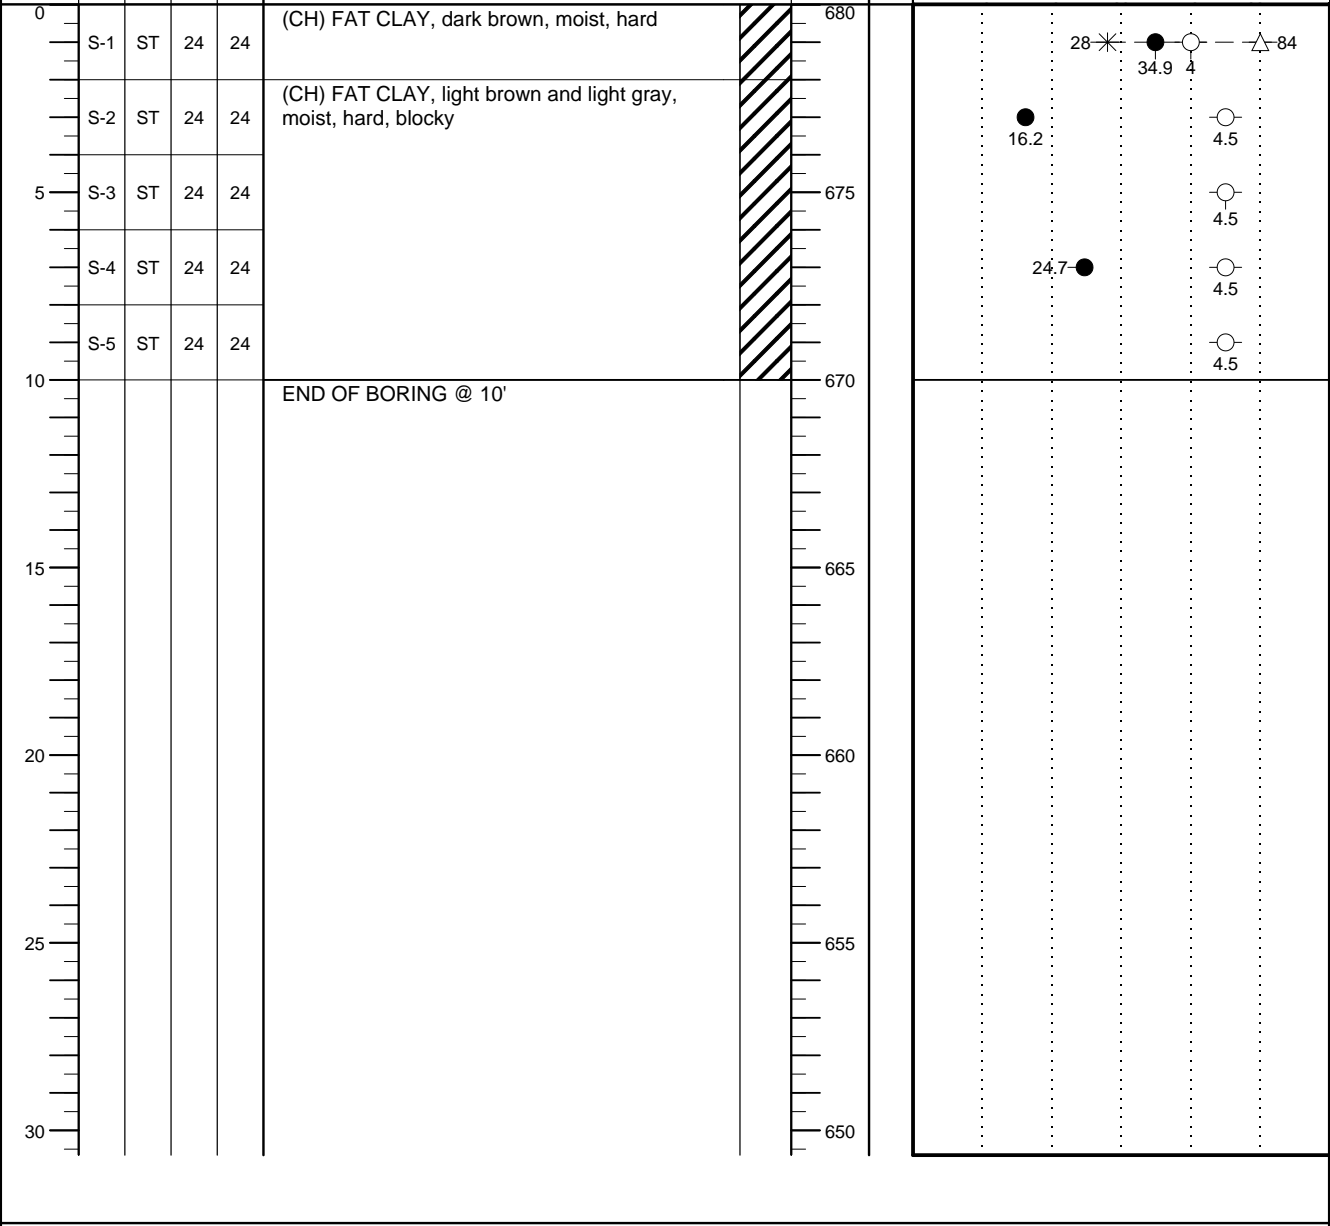 0 (CH) FAT CLAY, dark brown, moist, hard 680
S-1 ST 24 24 28 84
34.9 4
(CH) FAT CLAY, light brown and light gray,
moist, hard, blocky
S-2 ST 24 24
16.2 4.5
5 S-3 ST 24 24 675
4.5
S-4 ST 24 24 24.7
4.5
S-5 ST 24 24
4.5
10 670
END OF BORING @ 10'
15 665
20 660
25 655
30 650